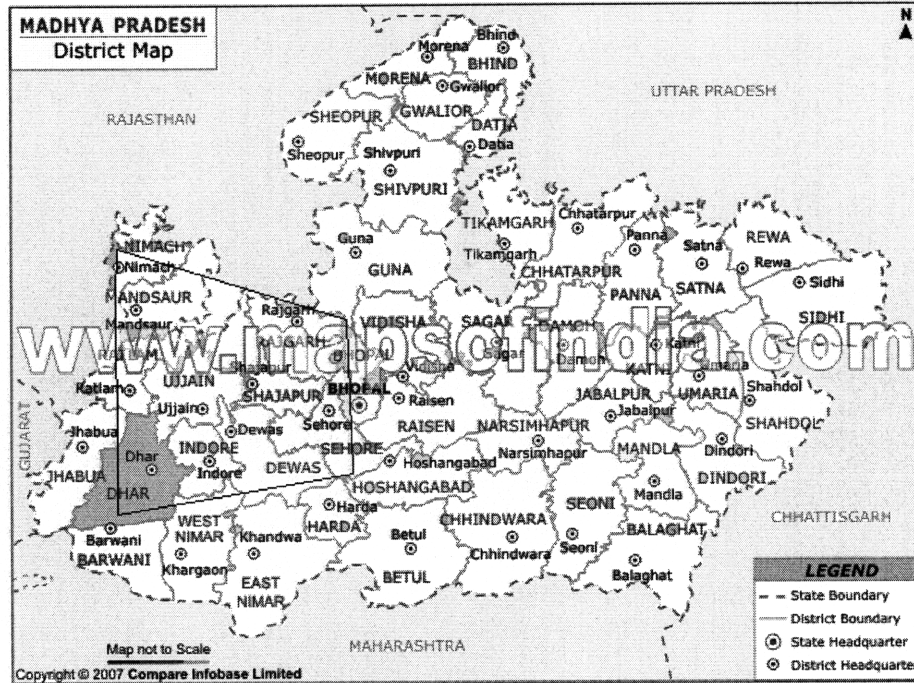 MADHYA PRADESH
District Map
N
RAJASTHAN
UTTAR PRADESH
Bhind
Morena
BHIND
MORENA
Gwalior
SHEOPUR
GWALIOR
DATIA
Sheopur
Datia
Shivpuri
SHIVPURI
TIKAMGARH
Chhatarpur
Tikamgarh
Panna
Satna
REWA
Guna
GUNA
CHHATARPUR
Rewa
NIMACH
Nimach
PANNA
SATNA
Sidhi
MANDSAUR
Mandsaur
Rajgarh
RAJGARH
VIDISHA
SAGAR
SIDHI
www.mapsofindia.com
Sagar
DAMOH
Damoh
Katni
KATNI
RATLAM
BHOPAL
Vidisha
Umaria
UJJAIN
Shajapur
SHAJAPUR
BHOPAL
JABALPUR
UMARIA
Shahdol
Ratlam
Ujjain
Sehore
Raisen
RAISEN
Jabalpur
SHAHDOL
Jhabua
JHABUA
Dhar
DHAR
INDORE
Indore
Dewas
DEWAS
SEHORE
Hoshangabad
NARSIMHAPUR
Narsimhapur
MANDLA
Dindori
DINDORI
GUJARAT
HOSHANGABAD
Mandla
Harda
HARDA
SEONI
Seoni
CHHINDWARA
Chhindwara
BALAGHAT
Balaghat
CHHATTISGARH
Barwani
BARWANI
WEST
NIMAR
Khargaon
Khandwa
EAST
NIMAR
Betul
BETUL
MAHARASHTRA
LEGEND
State Boundary
District Boundary
State Headquarter
District Headquarter
Map not to Scale
Copyright © 2007 Compare Infobase Limited